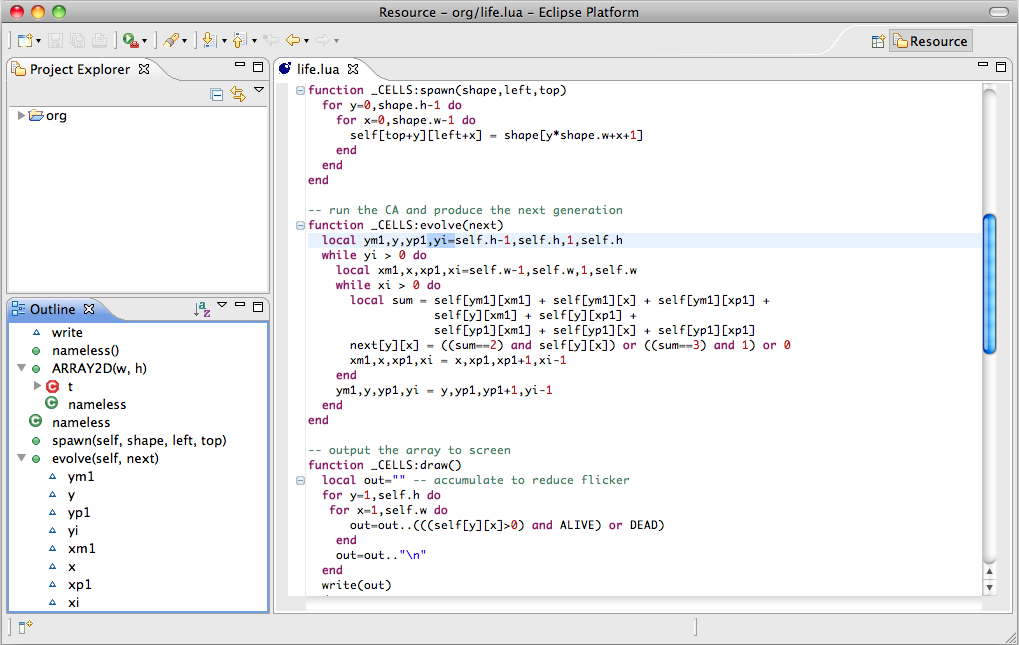 Resource - org/life.lua - Eclipse Platform
Resource
Project Explorer
org
Outline
write
nameless()
ARRAY2D(w, h)
t
nameless
nameless
spawn(self, shape, left, top)
evolve(self, next)
ym1
y
yp1
yi
xm1
x
xp1
xi
life.lua
function _CELLS:spawn(shape,left,top)
for y=0,shape.h-1 do
for x=0,shape.w-1 do
self[top+y][left+x] = shape[y*shape.w+x+1]
end
end
end
-- run the CA and produce the next generation
function _CELLS:evolve(next)
local ym1,y,yp1,yi=self.h-1,self.h,1,self.h
while yi > 0 do
local xm1,x,xp1,xi=self.w-1,self.w,1,self.w
while xi > 0 do
local sum = self[ym1][xm1] + self[ym1][x] + self[ym1][xp1] +
self[y][xm1] + self[y][xp1] +
self[yp1][xm1] + self[yp1][x] + self[yp1][xp1]
next[y][x] = ((sum==2) and self[y][x]) or ((sum==3) and 1) or 0
xm1,x,xp1,xi = x,xp1,xp1+1,xi-1
end
ym1,y,yp1,yi = y,yp1,yp1+1,yi-1
end
end
-- output the array to screen
function _CELLS:draw()
local out="" -- accumulate to reduce flicker
for y=1,self.h do
for x=1,self.w do
out=out..(((self[y][x]>0) and ALIVE) or DEAD)
end
out=out.."\n"
end
write(out)